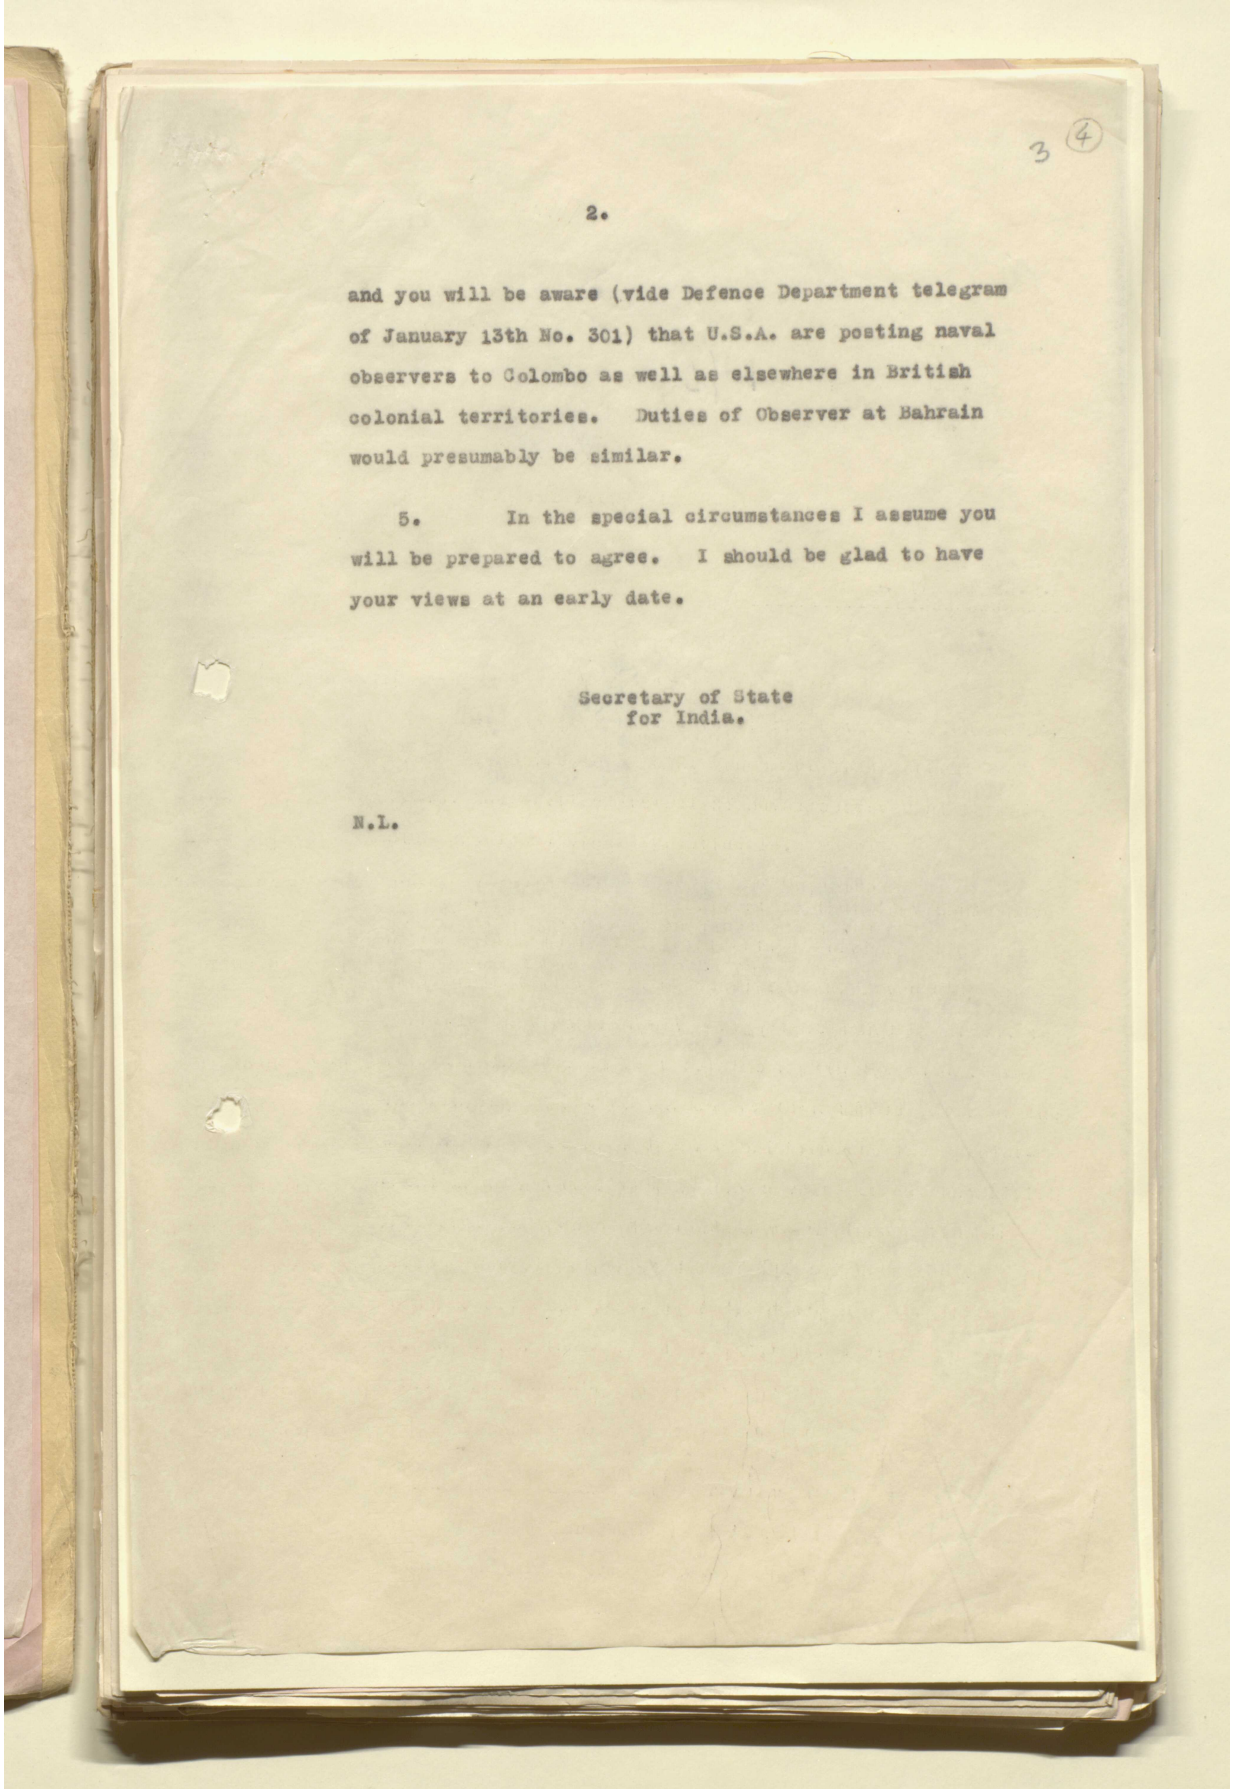 3 4
2.
and you will be aware (vide Defence Department telegram
of January 13th No. 301) that U.S.A. are posting naval
observers to Colombo as well as elsewhere in British
colonial territories. Duties of Observer at Bahrain
would presumably be similar.
5. In the special circumstances I assume you
will be prepared to agree. I should be glad to have
your views at an early date.
Secretary of State
for India.
N.L.